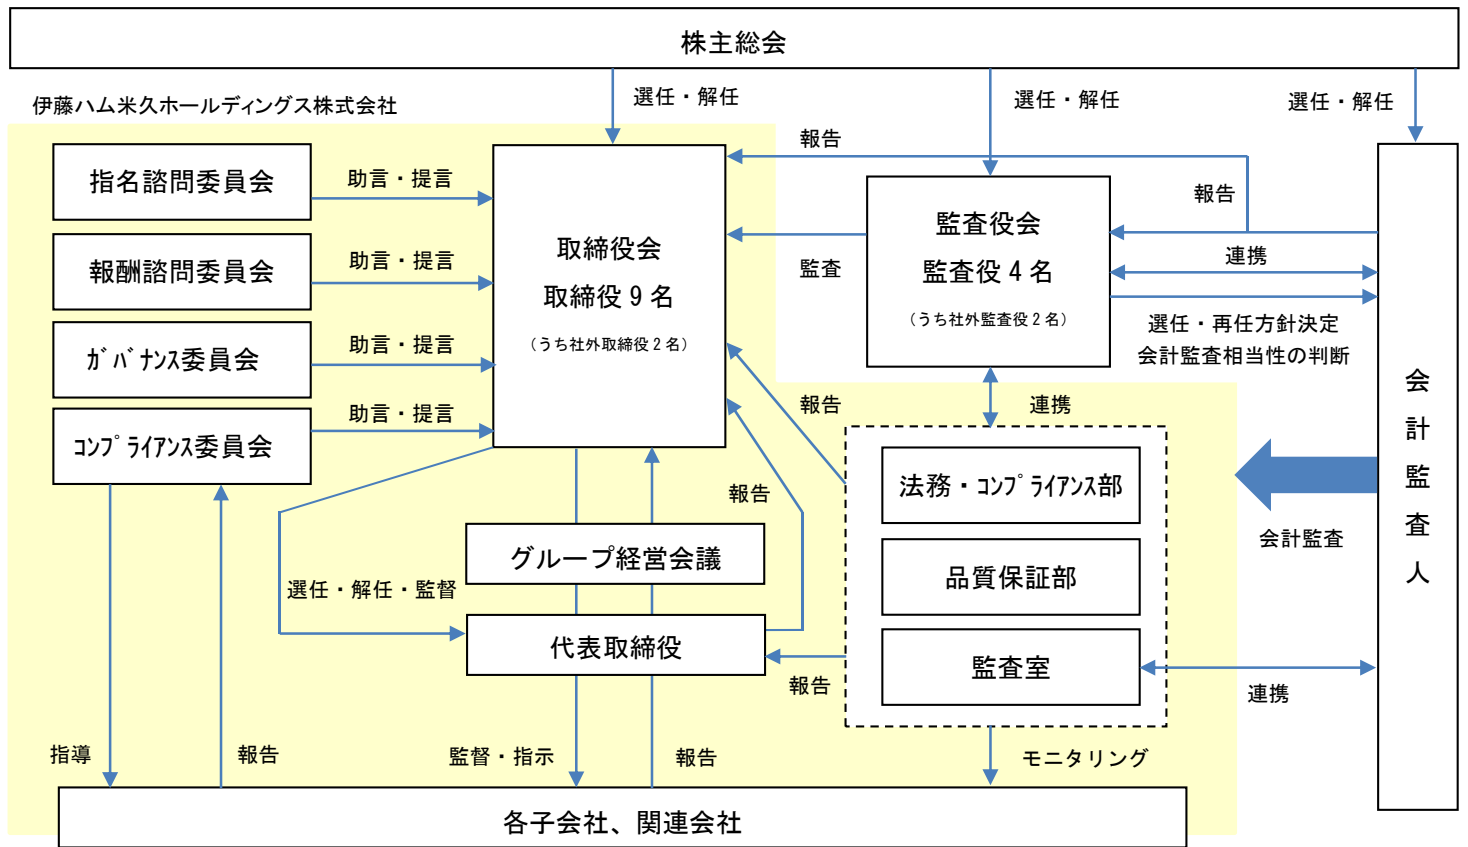 株主総会
伊藤ハム米久ホールディングス株式会社
選任・解任
選任・解任
選任・解任
指名諮問委員会
助言・提言
報酬諮問委員会
助言・提言
ガバナンス委員会
助言・提言
コンプライアンス委員会
助言・提言
取締役会
取締役9名
（うち社外取締役2名）
報告
監査
監査役会
監査役4名
（うち社外監査役2名）
報告
連携
選任・再任方針決定
会計監査相当性の判断
会計監査人
報告
連携
報告
法務・コンプライアンス部
品質保証部
監査室
会計監査
グループ経営会議
選任・解任・監督
代表取締役
報告
連携
指導
報告
監督・指示
報告
モニタリング
各子会社、関連会社